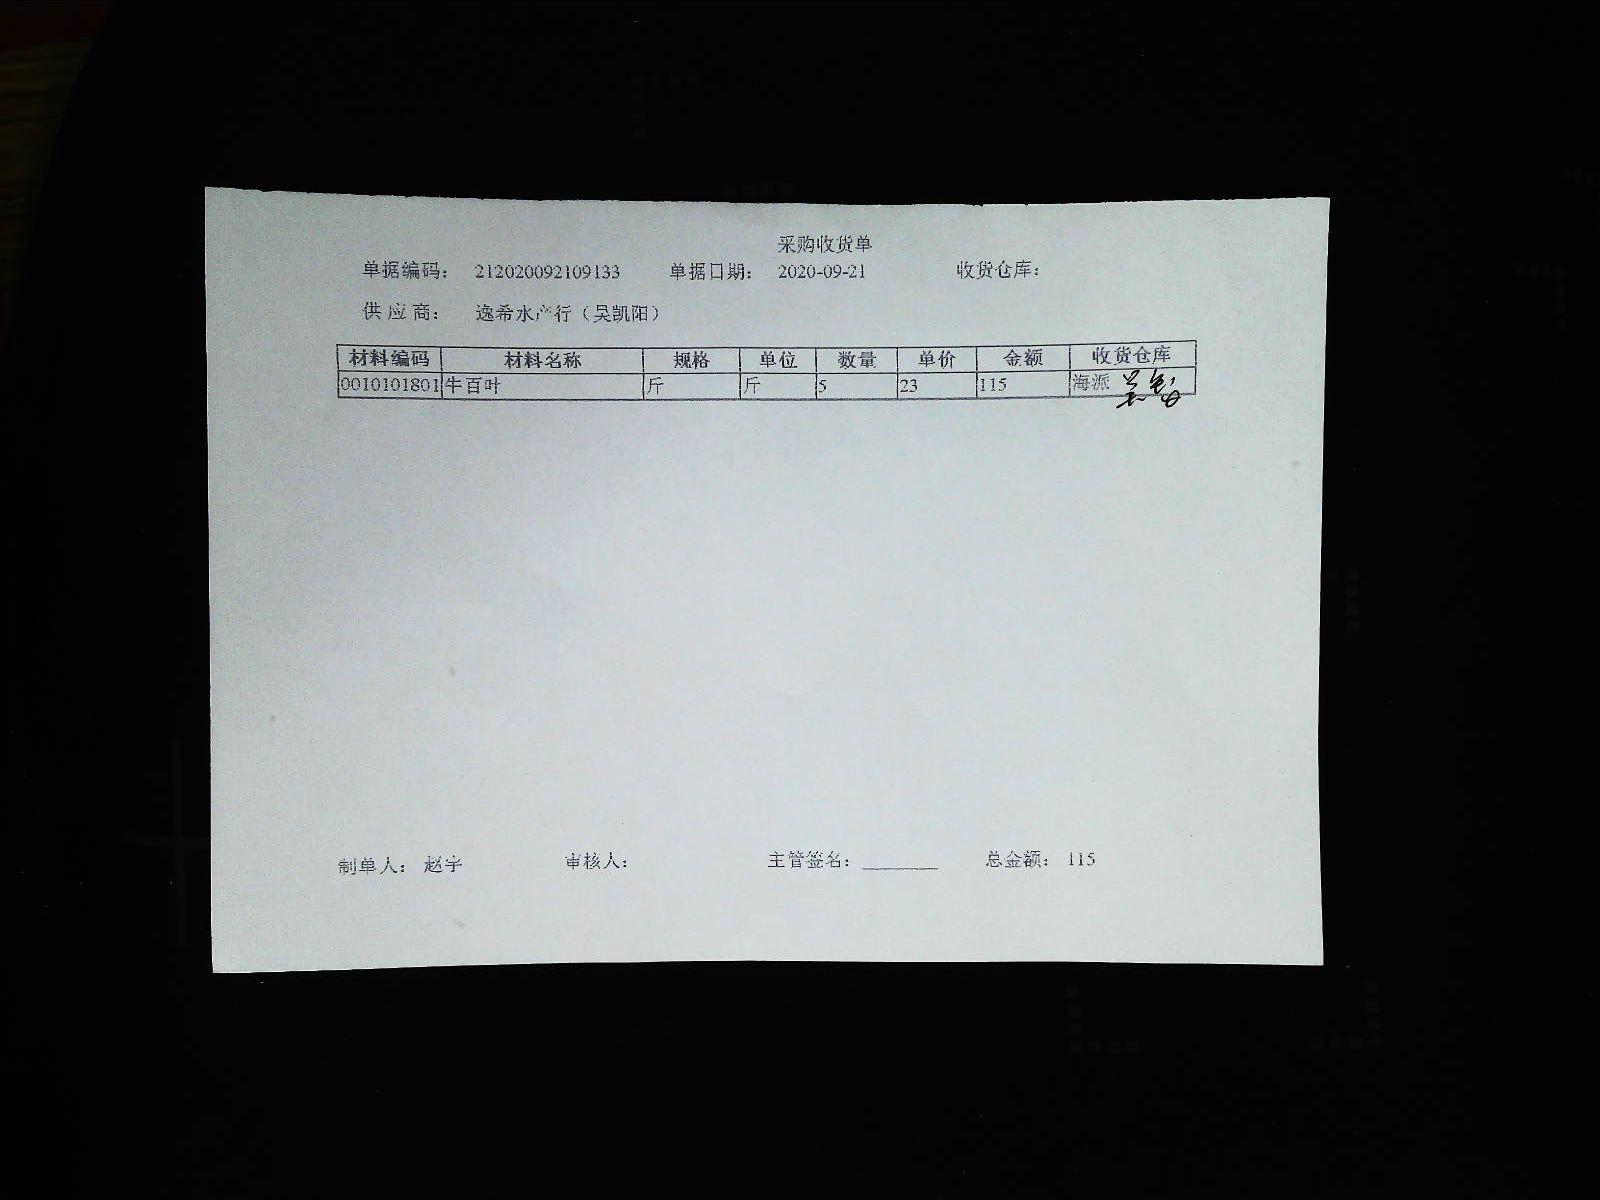 采购收货单
单据编码： 212020092109133 单据日期： 2020-09-21 收货仓库：
供应商： 逸希水产行（吴凯阳）
材料编码 材料名称 规格 单位 数量 单价 金额 收货仓库
0010101801 牛百叶 斤 斤 5 23 115 海派
制单人： 赵宇 审核人： 主管签名： 总金额： 115